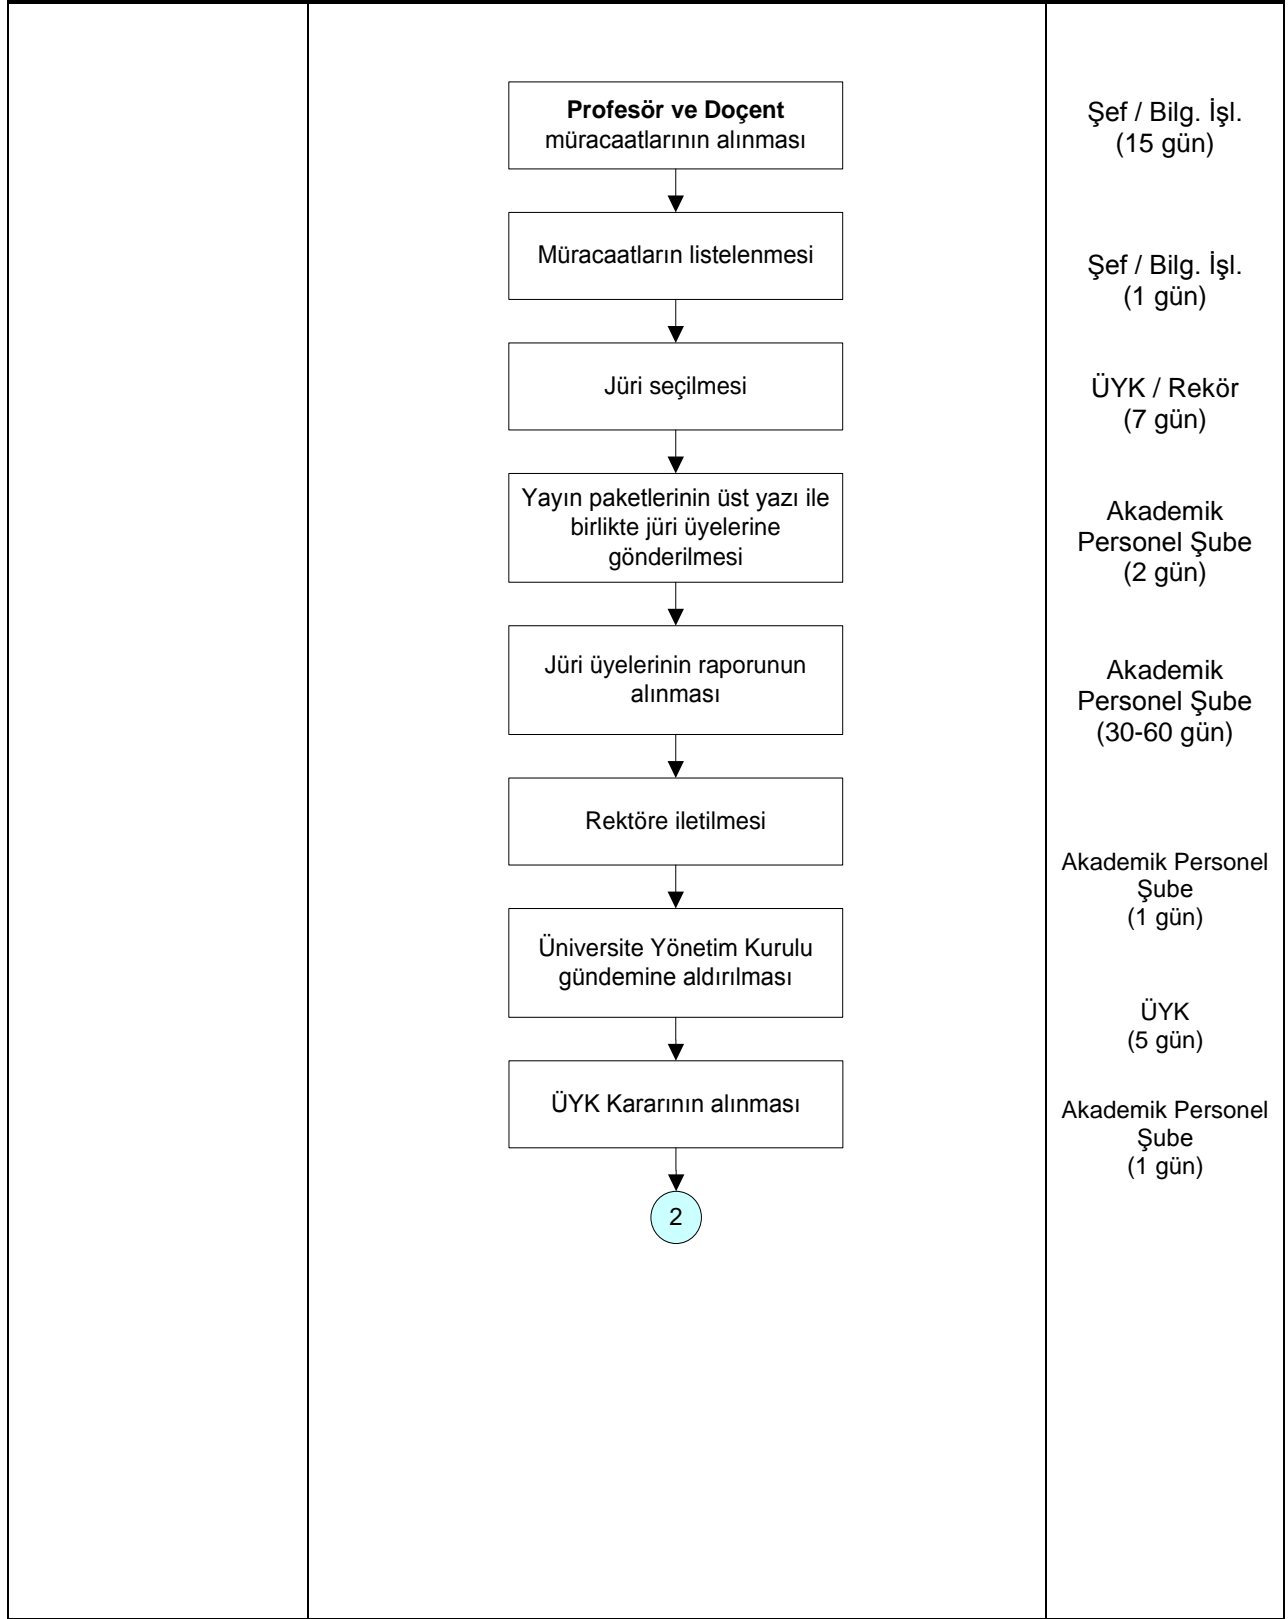 Profesör ve Doçent
müracaatlarının alınması
Şef / Bilg. İşl.
(15 gün)
Müracaatların listelenmesi
Şef / Bilg. İşl.
(1 gün)
Jüri seçilmesi
ÜYK / Rekör
(7 gün)
Yayın paketlerinin üst yazı ile
birlikte jüri üyelerine
gönderilmesi
Akademik
Personel Şube
(2 gün)
Jüri üyelerinin raporunun
alınması
Akademik
Personel Şube
(30-60 gün)
Rektöre iletilmesi
Akademik Personel
Şube
(1 gün)
Üniversite Yönetim Kurulu
gündemine aldırılması
ÜYK
(5 gün)
ÜYK Kararının alınması
Akademik Personel
Şube
(1 gün)
2